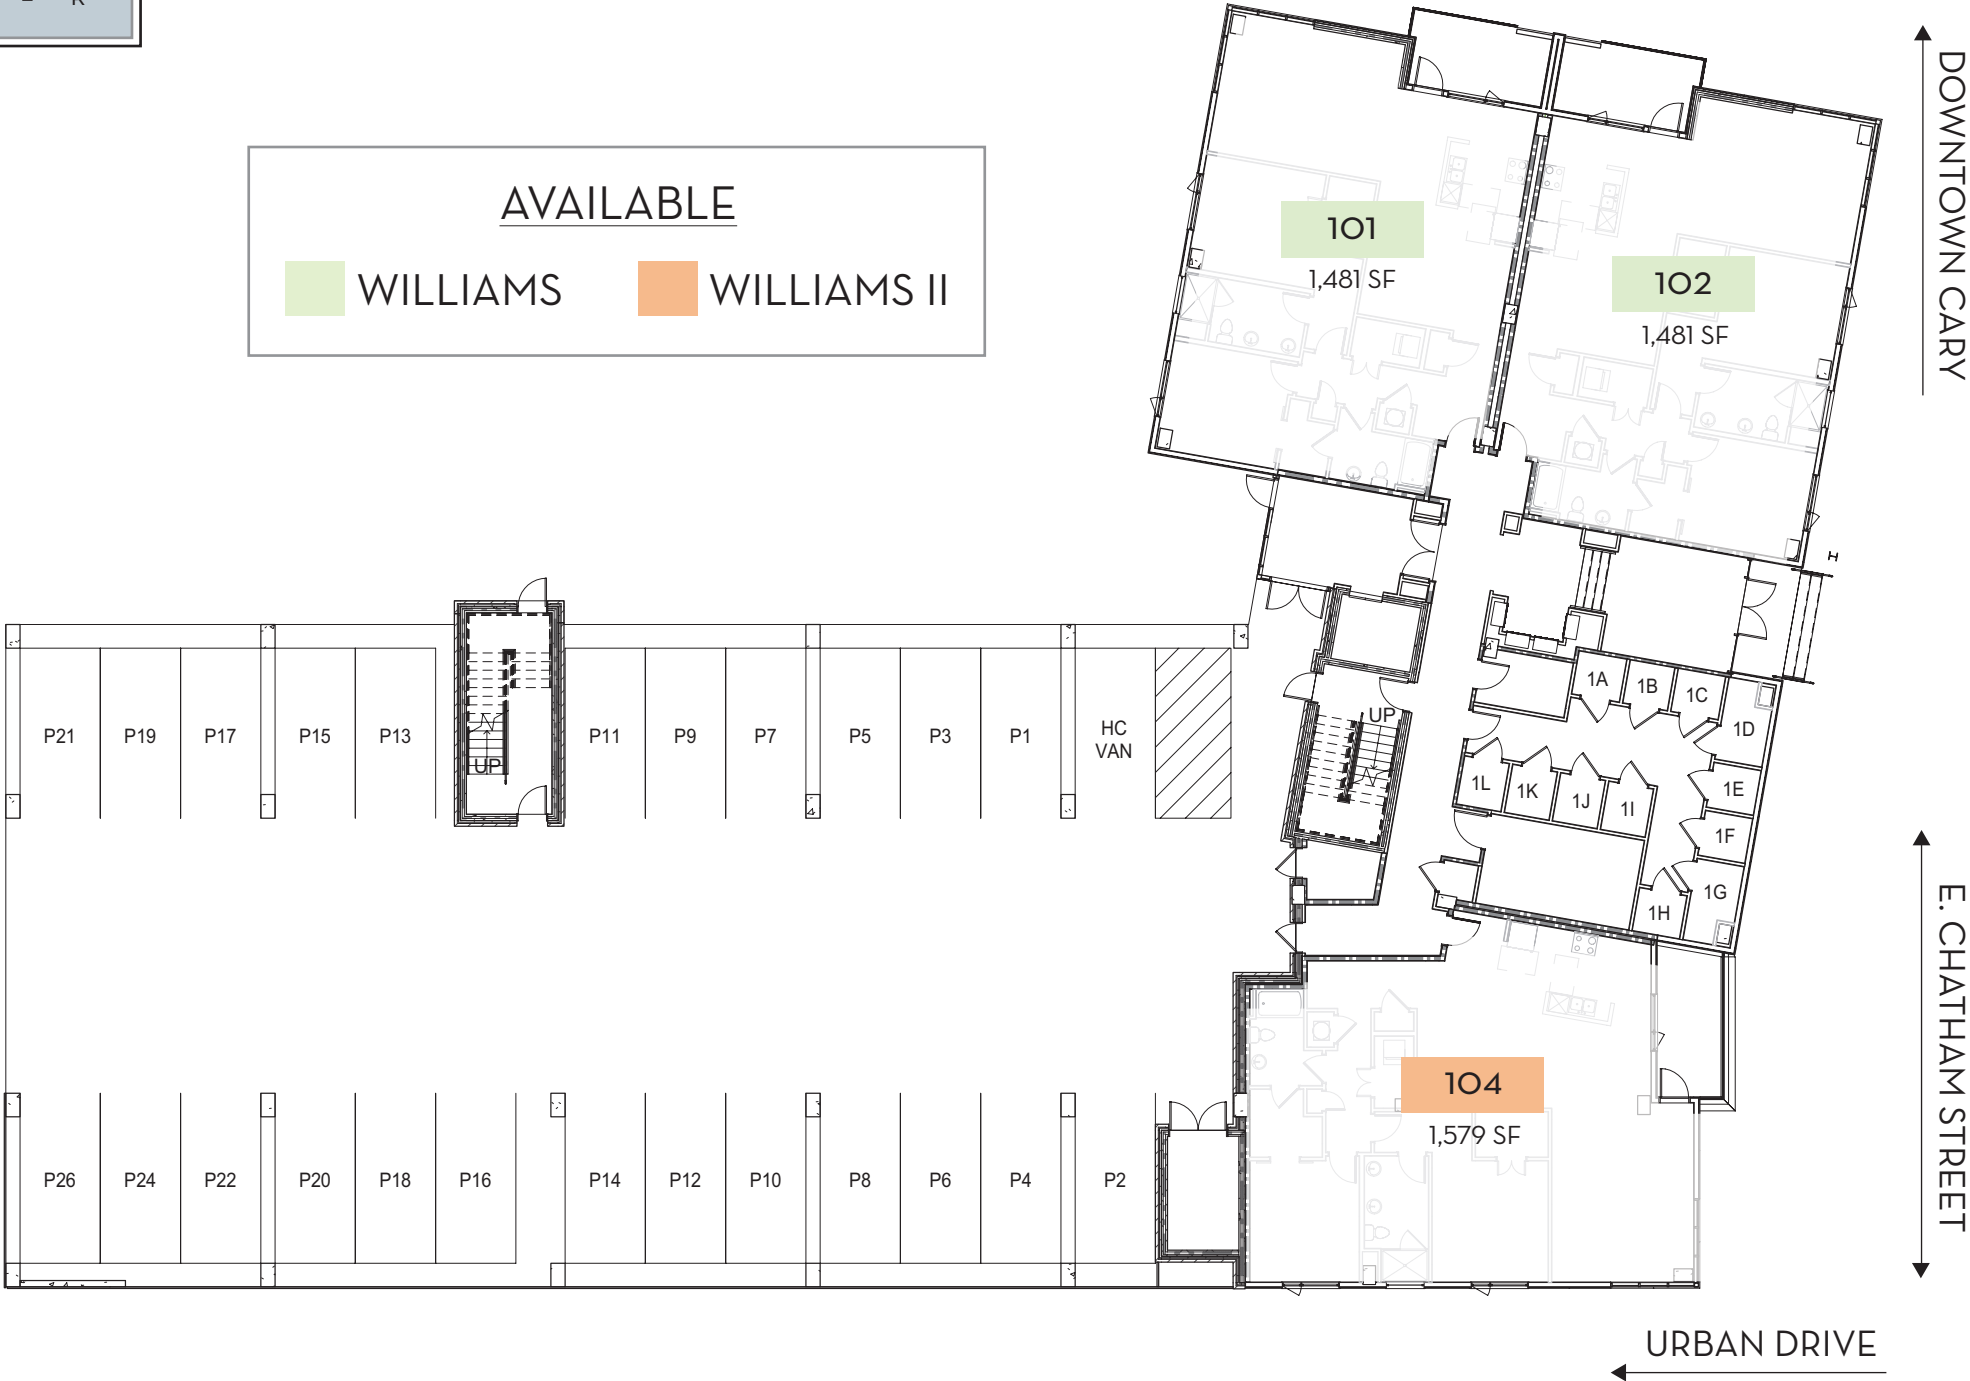 R
AVAILABLE
WILLIAMS
WILLIAMS II
101
1,481 SF
102
1,481 SF
DOWNTOWN CARY
P21
P19
P17
P15
P13
UP
P11
P9
P7
P5
P3
P1
HC
VAN
UP
1A
1B
1C
1D
1E
1F
1G
1H
1I
1J
1K
1L
E. CHATHAM STREET
104
1,579 SF
P26
P24
P22
P20
P18
P16
P14
P12
P10
P8
P6
P4
P2
URBAN DRIVE